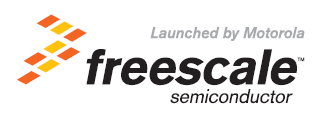 Launched by Motorola
freescale™
semiconductor